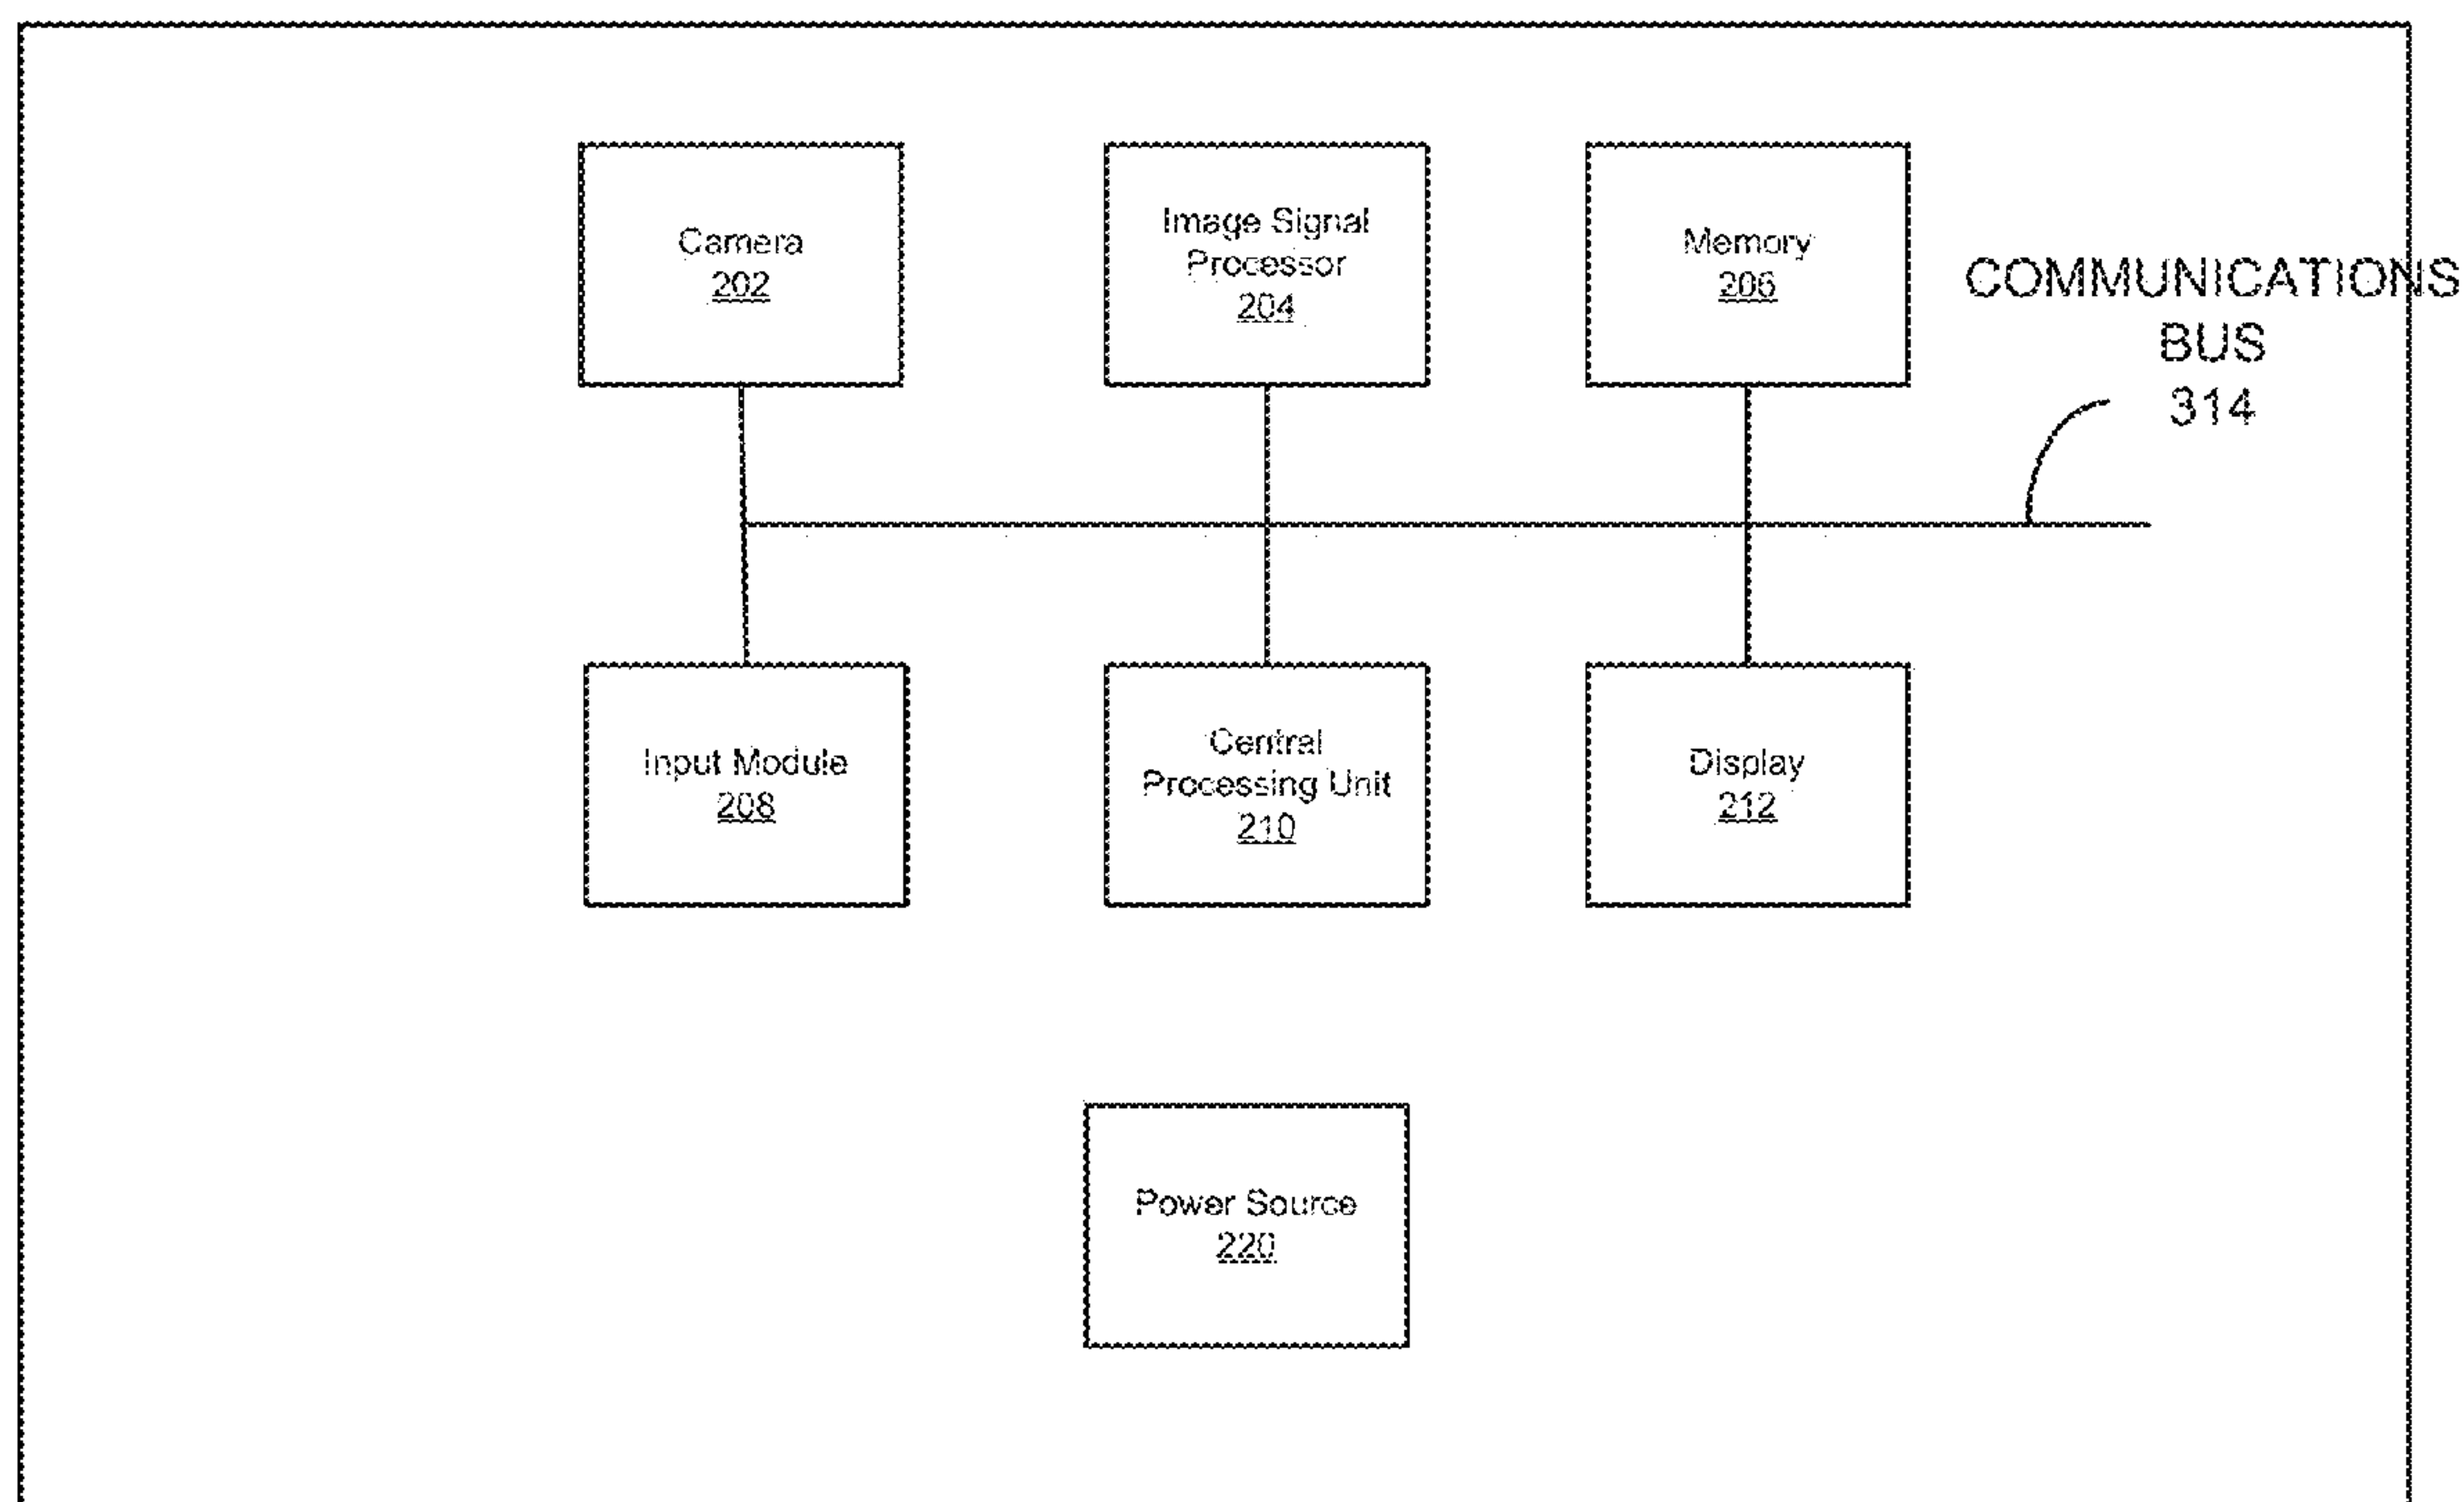 Camera
202
Image Signal
Processor
204
Memory
206
COMMUNICATIONS
BUS
314
Input Module
208
Central
Processing Unit
210
Display
212
Power Source
220